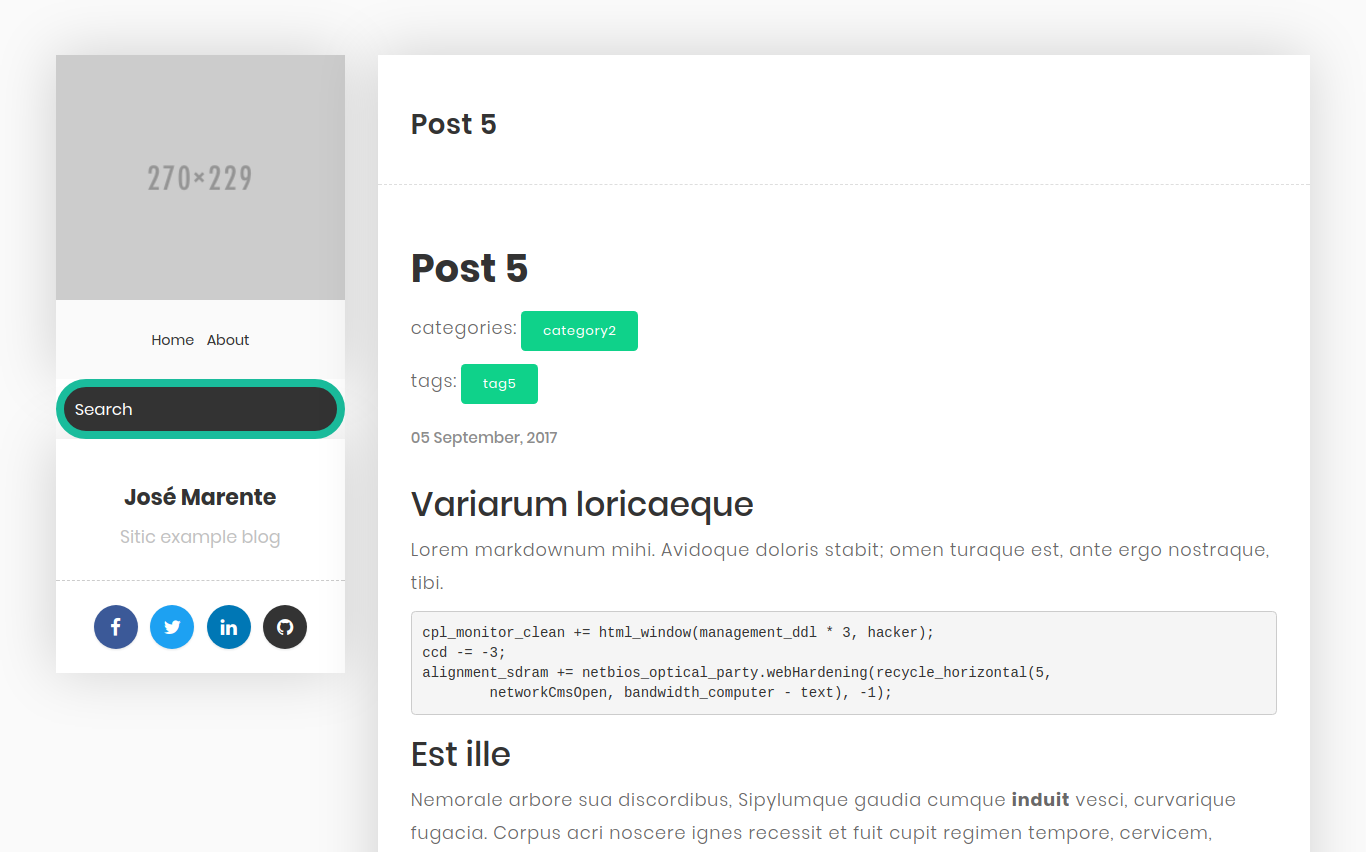 270×229
Home About
Search
José Marente
Sitic example blog
Post 5
Post 5
categories: category2
tags: tag5
05 September, 2017
Variarum loricaeque
Lorem markdownum mihi. Avidoque doloris stabit; omen turaque est, ante ergo nostraque,
tibi.
cpl_monitor_clean += html_window(management_ddl * 3, hacker);
ccd -= -3;
alignment_sdram += netbios_optical_party.webHardening(recycle_horizontal(5,
        networkCmsOpen, bandwidth_computer - text), -1);
Est ille
Nemorale arbore sua discordibus, Sipylumque gaudia cumque induit vesci, curvarique
fugacia. Corpus acri noscere ignes recessit et fuit cupit regimen tempore, cervicem,